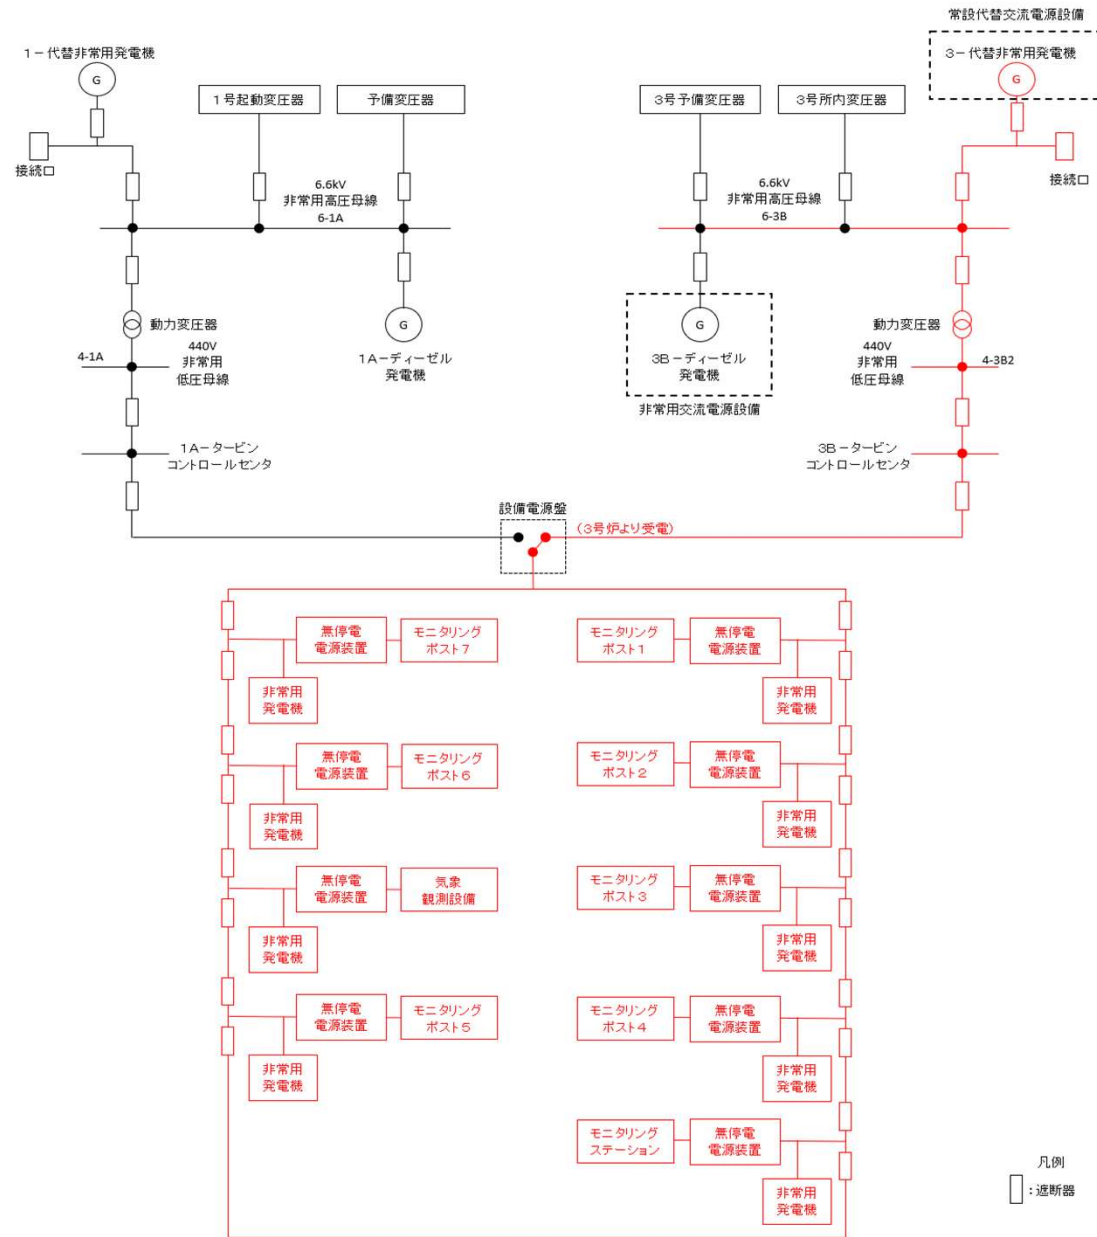 常設代替交流電源設備
1－代替非常用発電機
3－代替非常用発電機
G
G
1号起動変圧器
予備変圧器
3号予備変圧器
3号所内変圧器
接続口
接続口
6.6kV
非常用高圧母線
6-1A
6.6kV
非常用高圧母線
6-3B
動力変圧器
G
G
動力変圧器
4-1A
440V
非常用
低圧母線
1A－ディーゼル
発電機
3B－ディーゼル
発電機
440V
非常用
低圧母線
4-3B2
非常用交流電源設備
1A－タービン
コントロールセンタ
3B－タービン
コントロールセンタ
設備電源盤
(3号炉より受電)
無停電
電源装置
モニタリング
ポスト7
モニタリング
ポスト1
無停電
電源装置
非常用
発電機
非常用
発電機
無停電
電源装置
モニタリング
ポスト6
モニタリング
ポスト2
無停電
電源装置
非常用
発電機
非常用
発電機
無停電
電源装置
気象
観測設備
モニタリング
ポスト3
無停電
電源装置
非常用
発電機
非常用
発電機
無停電
電源装置
モニタリング
ポスト5
モニタリング
ポスト4
無停電
電源装置
非常用
発電機
非常用
発電機
モニタリング
ステーション
無停電
電源装置
非常用
発電機
凡例
：遮断器